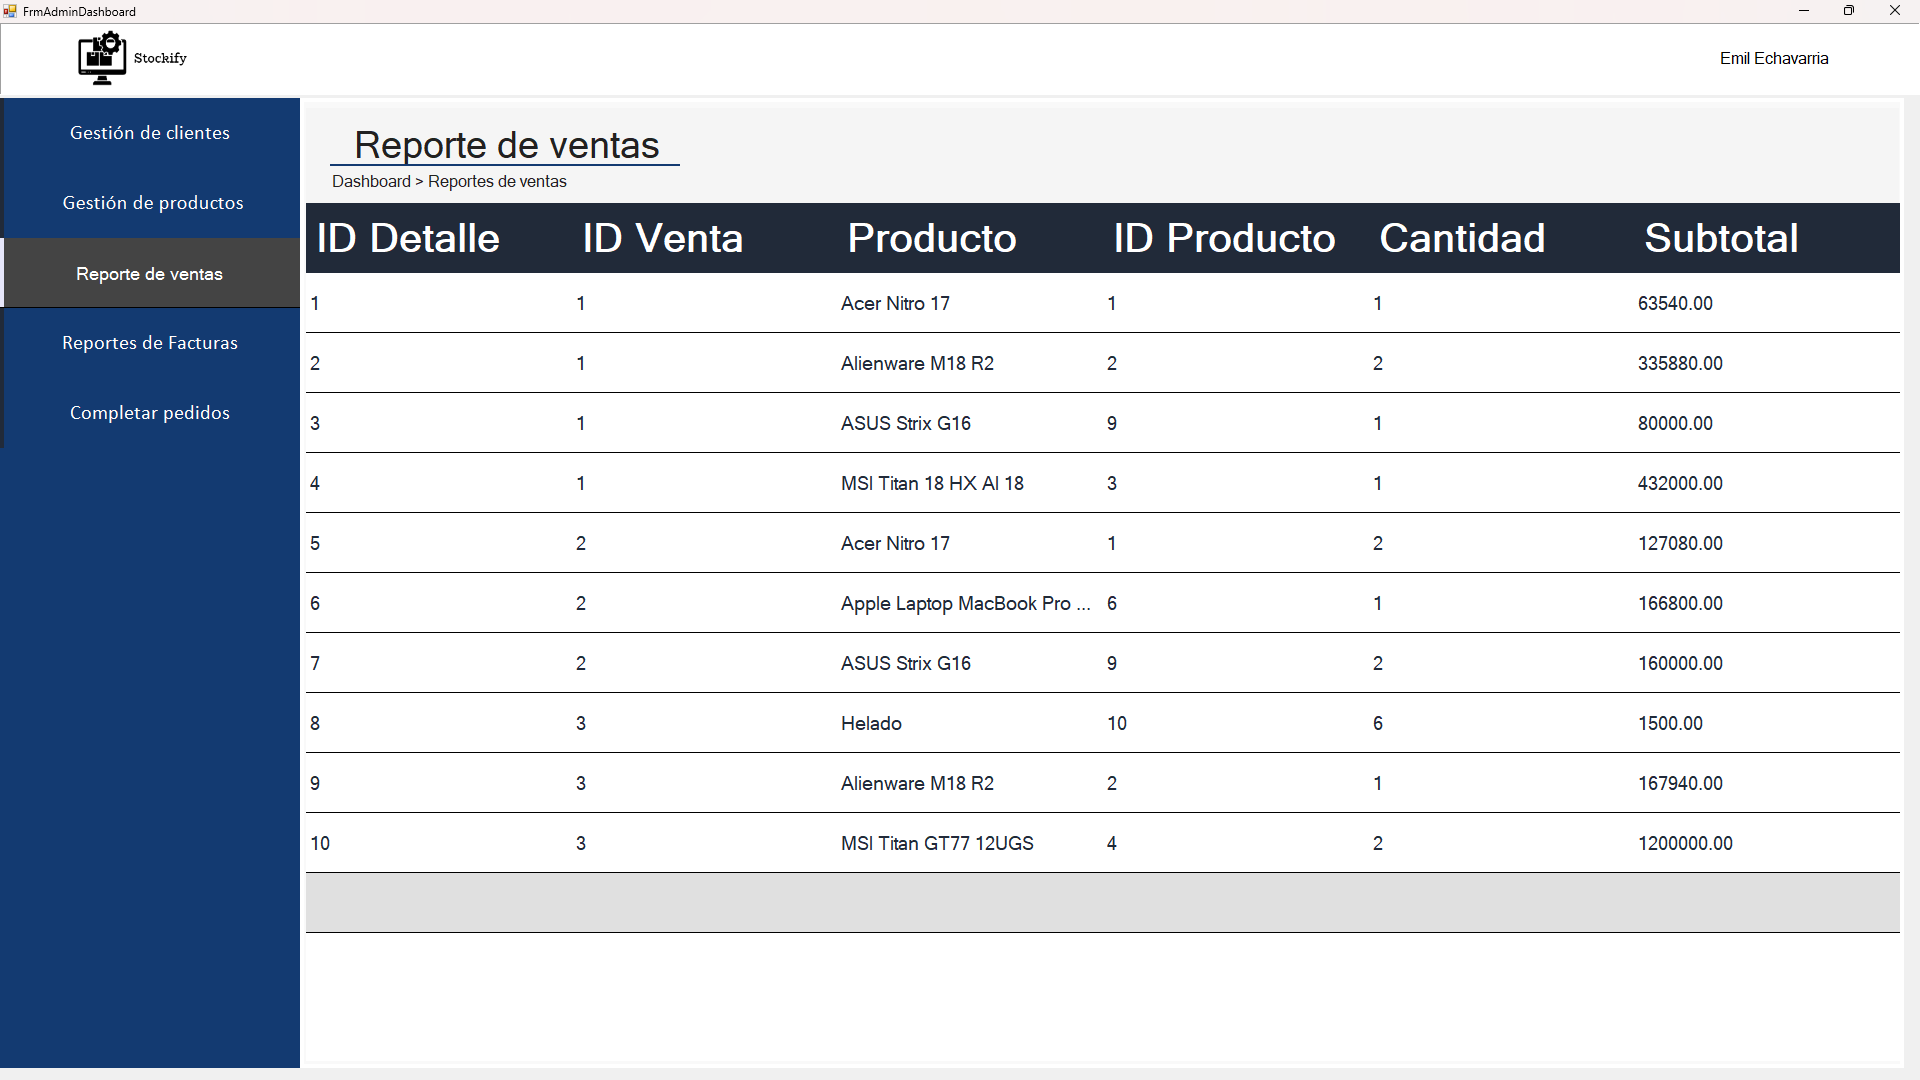 FrmAdminDashboard
Stockify
Emil Echavarria
Gestión de clientes
Gestión de productos
Reporte de ventas
Reportes de Facturas
Completar pedidos
Reporte de ventas
Dashboard > Reportes de ventas
ID Detalle ID Venta Producto ID Producto Cantidad Subtotal
1 1 Acer Nitro 17 1 1 63540.00
2 1 Alienware M18 R2 2 2 335880.00
3 1 ASUS Strix G16 9 1 80000.00
4 1 MSI Titan 18 HX AI 18 3 1 432000.00
5 2 Acer Nitro 17 1 2 127080.00
6 2 Apple Laptop MacBook Pro ... 6 1 166800.00
7 2 ASUS Strix G16 9 2 160000.00
8 3 Helado 10 6 1500.00
9 3 Alienware M18 R2 2 1 167940.00
10 3 MSI Titan GT77 12UGS 4 2 1200000.00